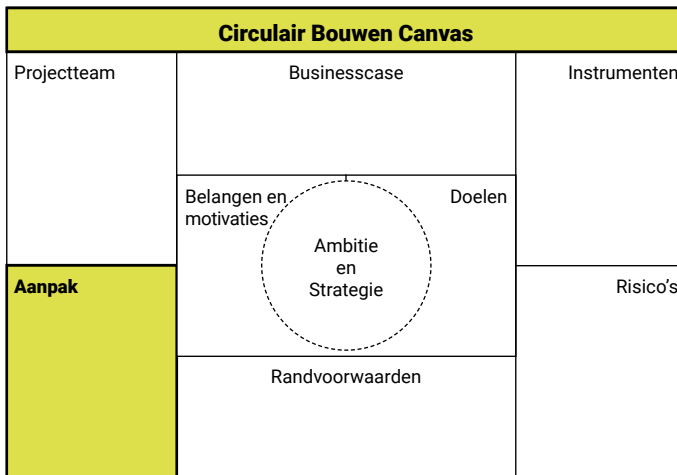 Circulair Bouwen Canvas
Projectteam
Businesscase
Instrumenten
Belangen en
motivaties
Doelen
Ambitie
en
Strategie
Aanpak
Risico's
Randvoorwaarden